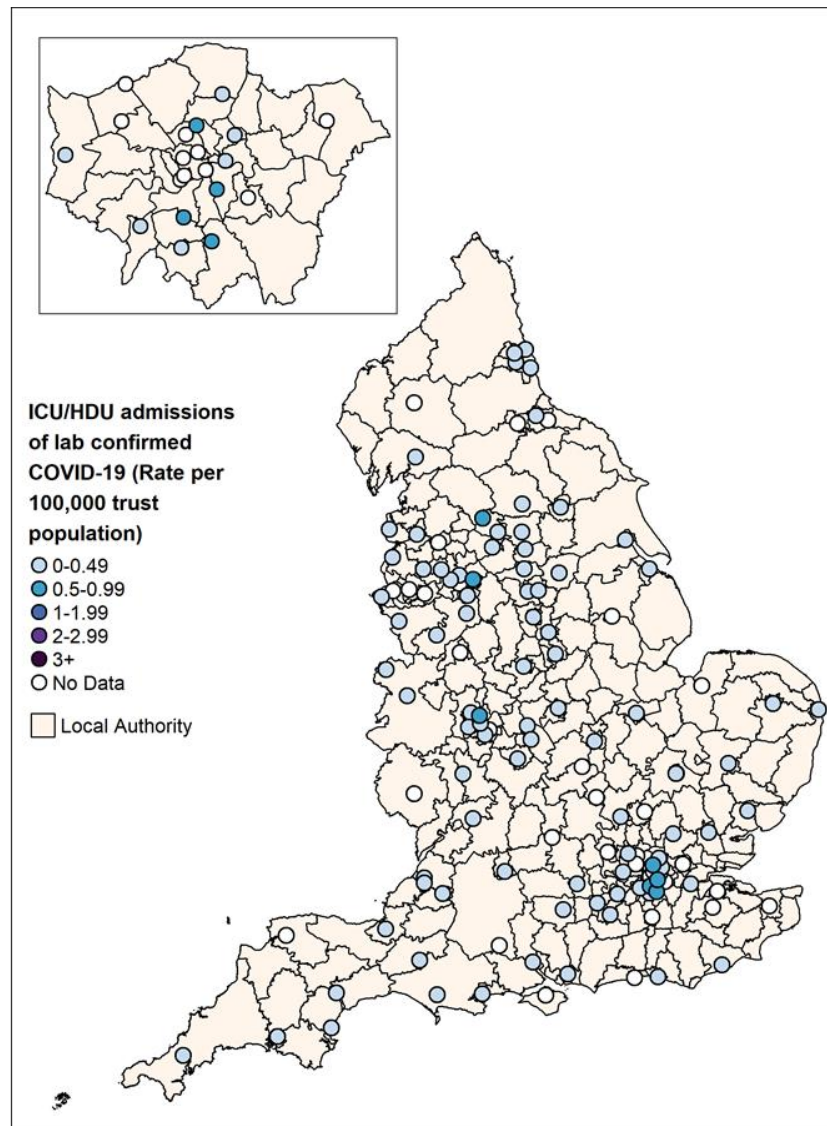 ICU/HDU admissions
of lab confirmed
COVID-19 (Rate per
100,000 trust
population)
0-0.49
0.5-0.99
1-1.99
2-2.99
3+
No Data
Local Authority